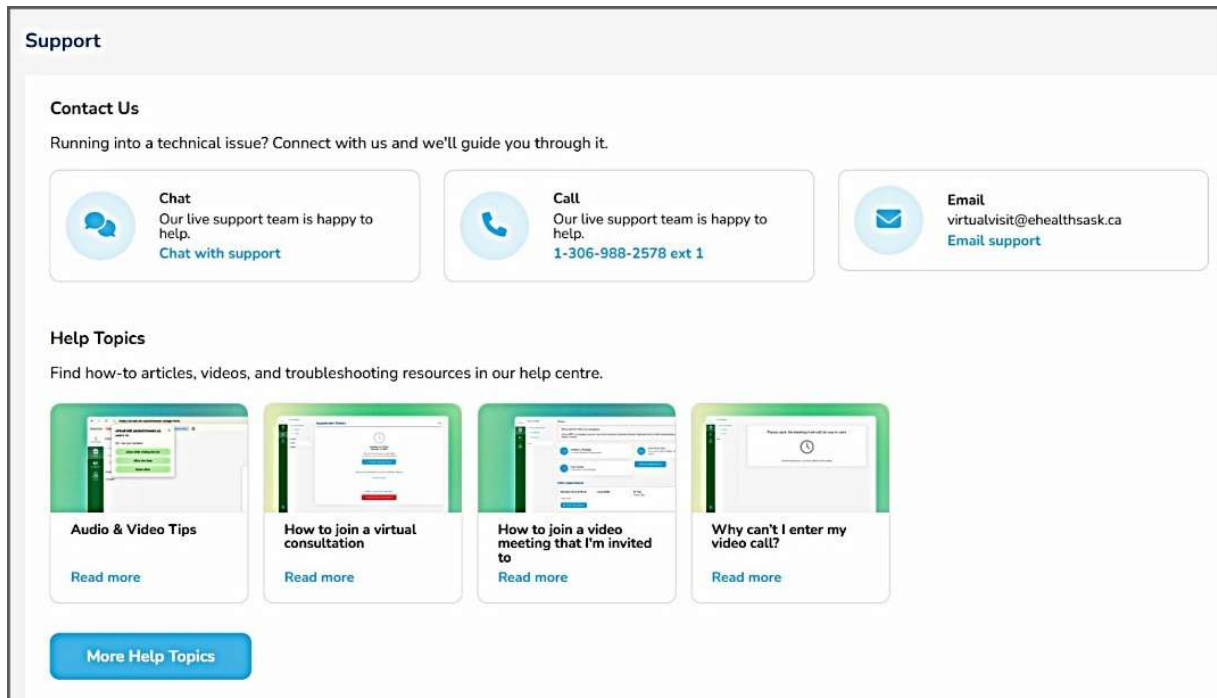 Support
Contact Us
Running into a technical issue? Connect with us and we'll guide you through it.
Chat
Our live support team is happy to
help.
Chat with support
Call
Our live support team is happy to
help.
1-306-988-2578 ext 1
Email
virtualvisit@ehealthsask.ca
Email support
Help Topics
Find how-to articles, videos, and troubleshooting resources in our help centre.
Audio & Video Tips
Read more
How to join a virtual
consultation
Read more
How to join a video
meeting that I'm invited
to
Read more
Why can't I enter my
video call?
Read more
More Help Topics